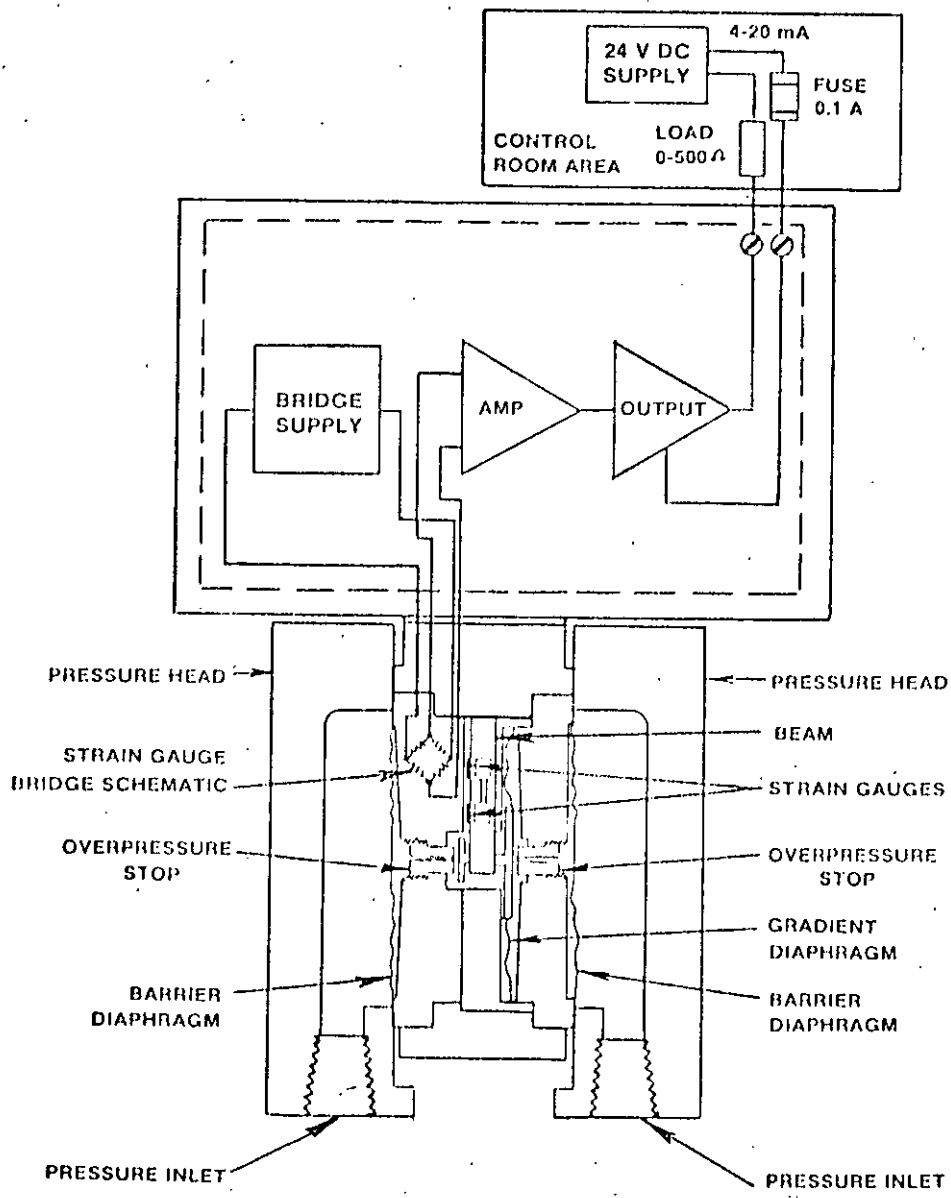 4-20 mA
24 V DC
SUPPLY
FUSE
0.1 A
LOAD
0-500 Ω
CONTROL
ROOM AREA
BRIDGE
SUPPLY
AMP
OUTPUT
PRESSURE HEAD
PRESSURE HEAD
BEAM
STRAIN GAUGE
BRIDGE SCHEMATIC
STRAIN GAUGES
OVERPRESSURE
STOP
OVERPRESSURE
STOP
GRADIENT
DIAPHRAGM
BARRIER
DIAPHRAGM
BARRIER
DIAPHRAGM
PRESSURE INLET
PRESSURE INLET